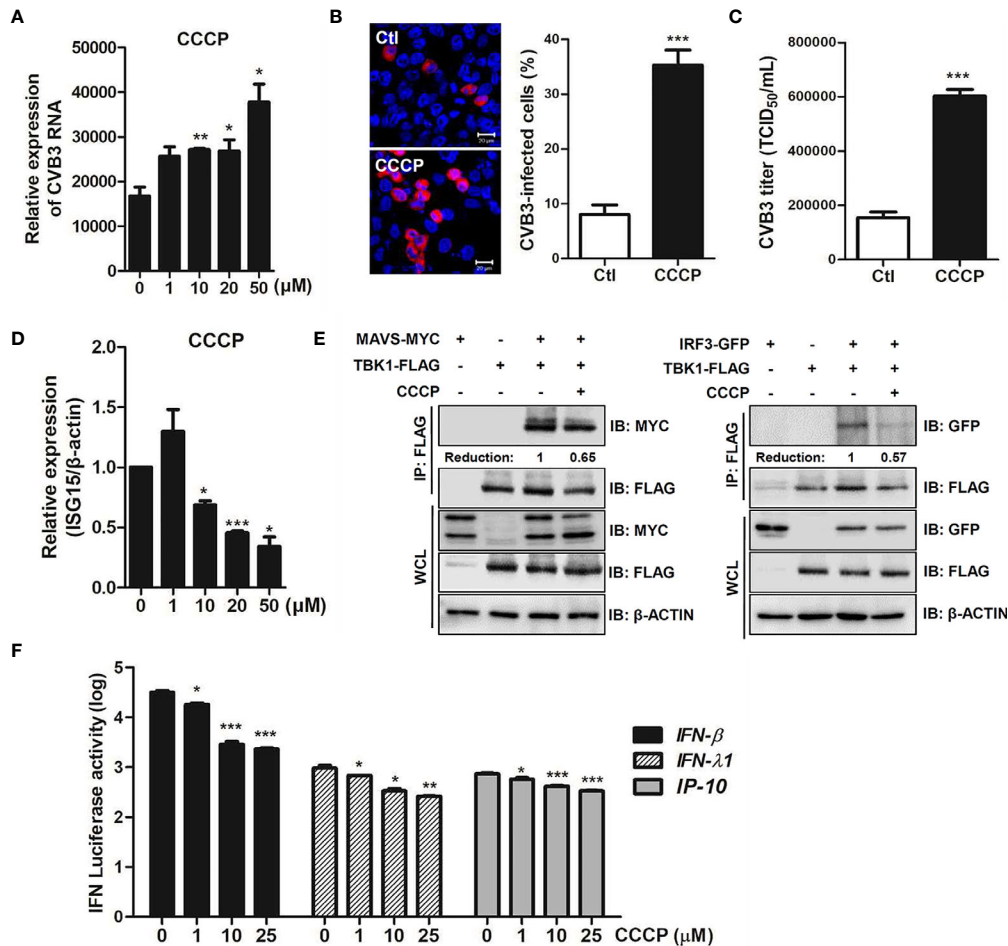 A
CCCP
Relative expression
of CVB3 RNA
50000
40000
30000
20000
10000
0
**
*
*
0 1 10 20 50 (μM)
B
Ctl
20 μm
CCCP
20 μm
CVB3-infected cells (%)
40
30
20
10
0
***
Ctl CCCP
C
CVB3 titer (TCID50/mL)
800000
600000
400000
200000
0
***
Ctl CCCP
D
CCCP
Relative expression
(ISG15/β-actin)
2.0
1.5
1.0
0.5
0.0
*
***
*
0 1 10 20 50 (μM)
E
MAVS-MYC + - + +
TBK1-FLAG - + + +
CCCP - - - +
IP: FLAG
IB: MYC
Reduction: 1 0.65
IB: FLAG
WCL
IB: MYC
IB: FLAG
IB: β-ACTIN
IRF3-GFP + - + +
TBK1-FLAG - + + +
CCCP - - - +
IP: FLAG
IB: GFP
Reduction: 1 0.57
IB: FLAG
WCL
IB: GFP
IB: FLAG
IB: β-ACTIN
F
IFN Luciferase activity (log)
5
4
3
2
1
0
* *** ***
* * **
* *** ***
IFN-β
IFN-λ1
IP-10
0 1 10 25 0 1 10 25 0 1 10 25 CCCP (μM)